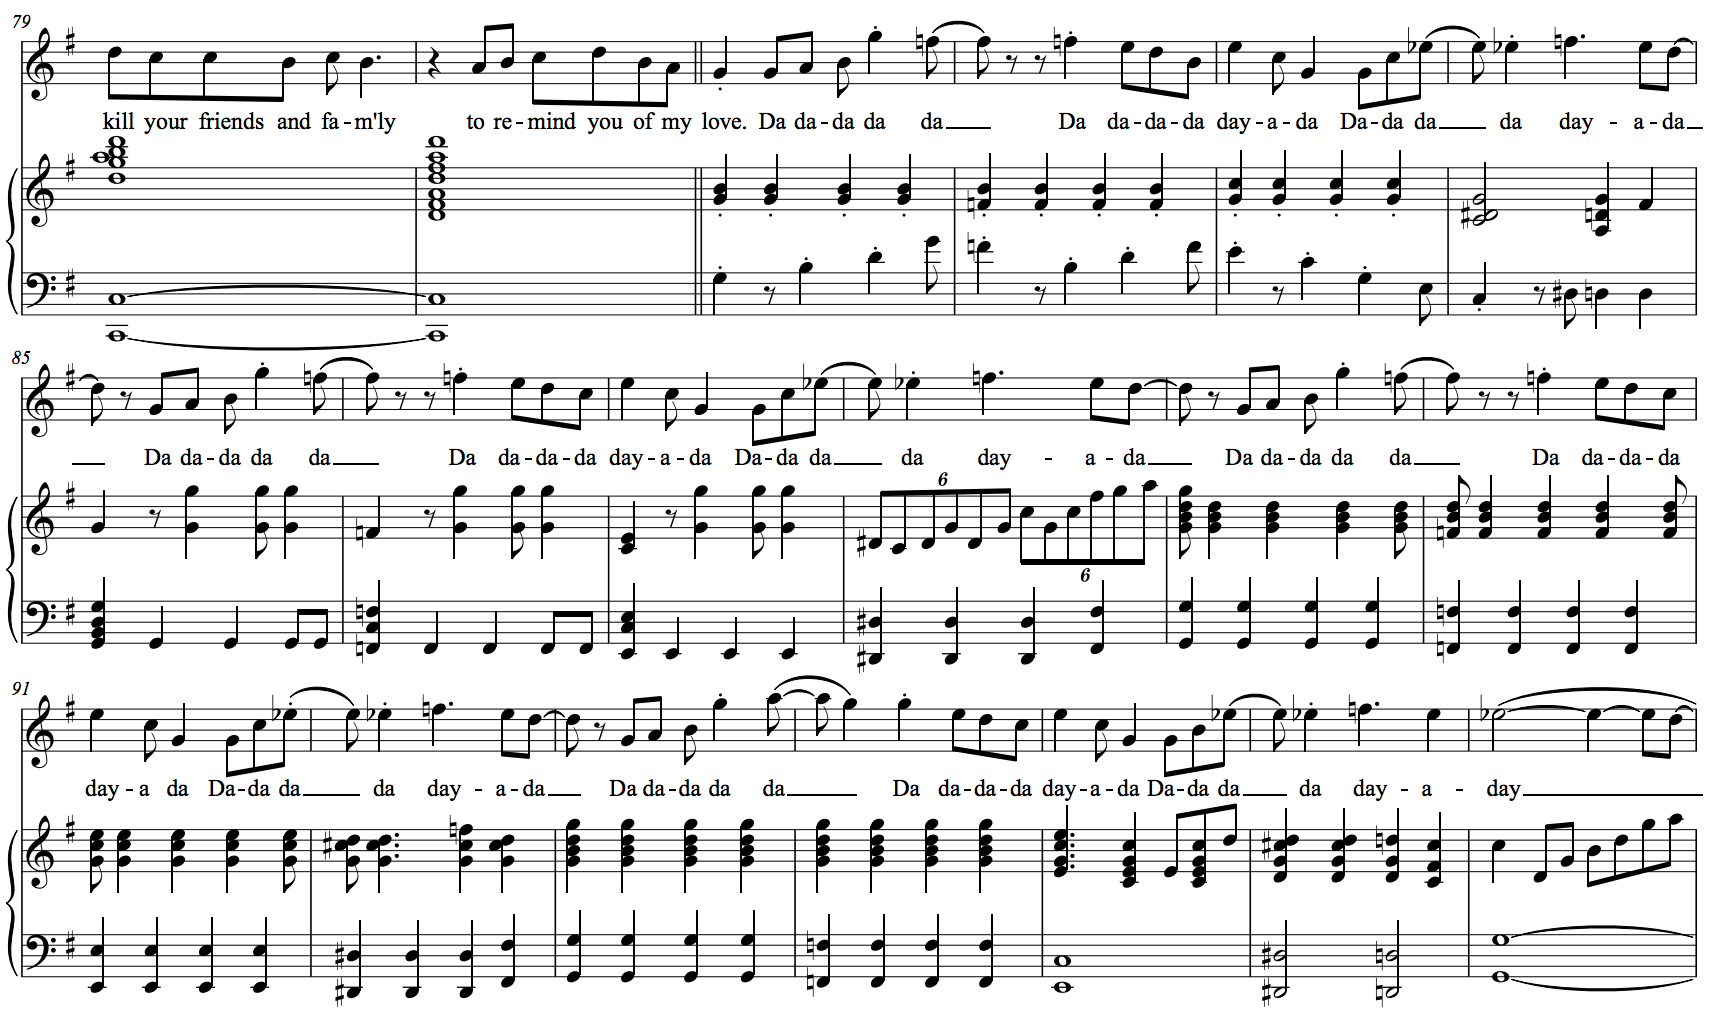 79
kill your friends and fa-m'ly to re-mind you of my love. Da da-da da da Da da-da-da day-a-da Da-da da da day - a-da
85
Da da-da da da Da da-da-da day-a-da Da-da da da day - a-da Da da-da da da Da da-da-da
6
6
91
day-a da Da-da da da day - a-da Da da-da da da Da da-da-da day-a-da Da-da da da day-a-day